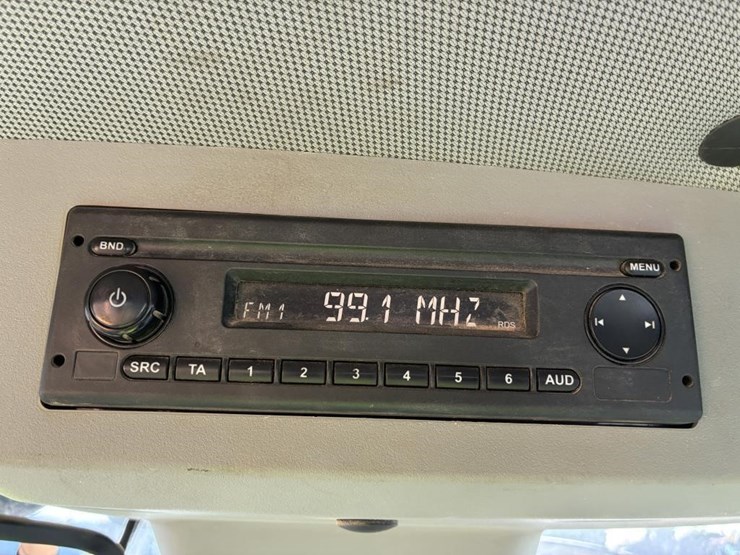 BND
MENU
FM1 99.1 MHZ RDS
SRC TA 1 2 3 4 5 6 AUD